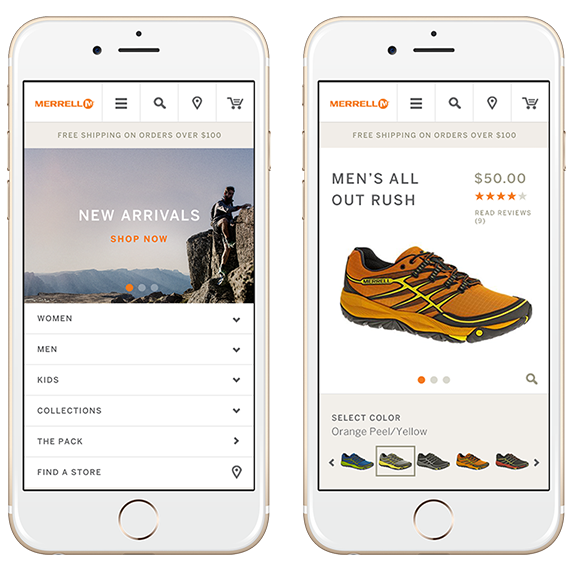 MERRELL
FREE SHIPPING ON ORDERS OVER $100
NEW ARRIVALS
SHOP NOW
WOMEN
MEN
KIDS
COLLECTIONS
THE PACK
FIND A STORE
MERRELL
FREE SHIPPING ON ORDERS OVER $100
MEN'S ALL
OUT RUSH
$50.00
READ REVIEWS
(9)
MERRELL
SELECT COLOR
Orange Peel/Yellow